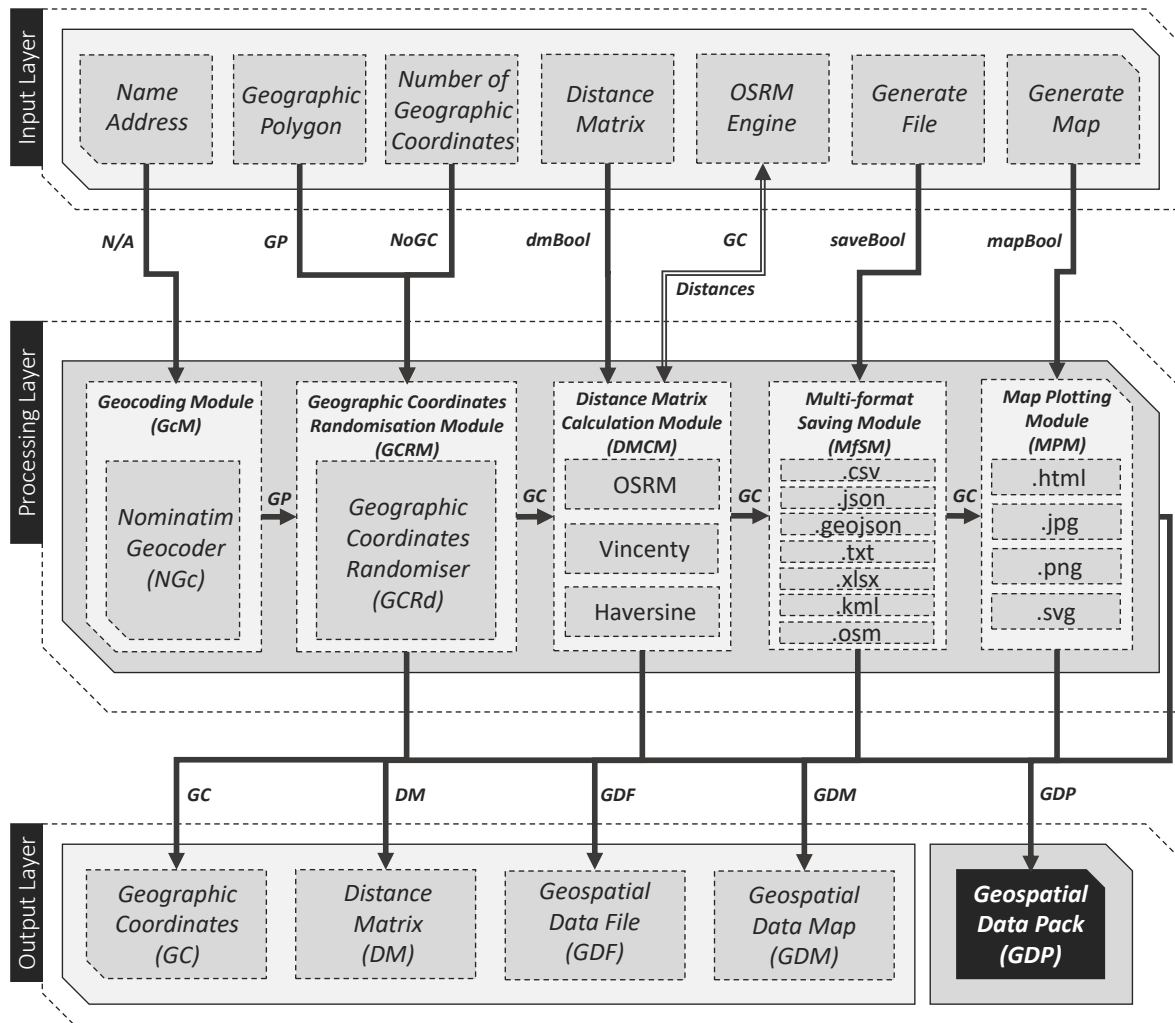 Input Layer
Name
Address
Geographic
Polygon
Number of
Geographic
Coordinates
Distance
Matrix
OSRM
Engine
Generate
File
Generate
Map
N/A
GP
NoGC
dmBool
GC
Distances
saveBool
mapBool
Processing Layer
Geocoding Module
(GcM)
Nominatim
Geocoder
(NGc)
GP
Geographic Coordinates
Randomisation Module
(GCRM)
Geographic
Coordinates
Randomiser
(GCRd)
GC
Distance Matrix
Calculation Module
(DMCM)
OSRM
Vincenty
Haversine
GC
Multi-format
Saving Module
(MfSM)
.csv
.json
.geojson
.txt
.xlsx
.kml
.osm
GC
Map Plotting
Module
(MPM)
.html
.jpg
.png
.svg
GC
DM
GDF
GDM
GDP
Output Layer
Geographic
Coordinates
(GC)
Distance
Matrix
(DM)
Geospatial
Data File
(GDF)
Geospatial
Data Map
(GDM)
Geospatial
Data Pack
(GDP)